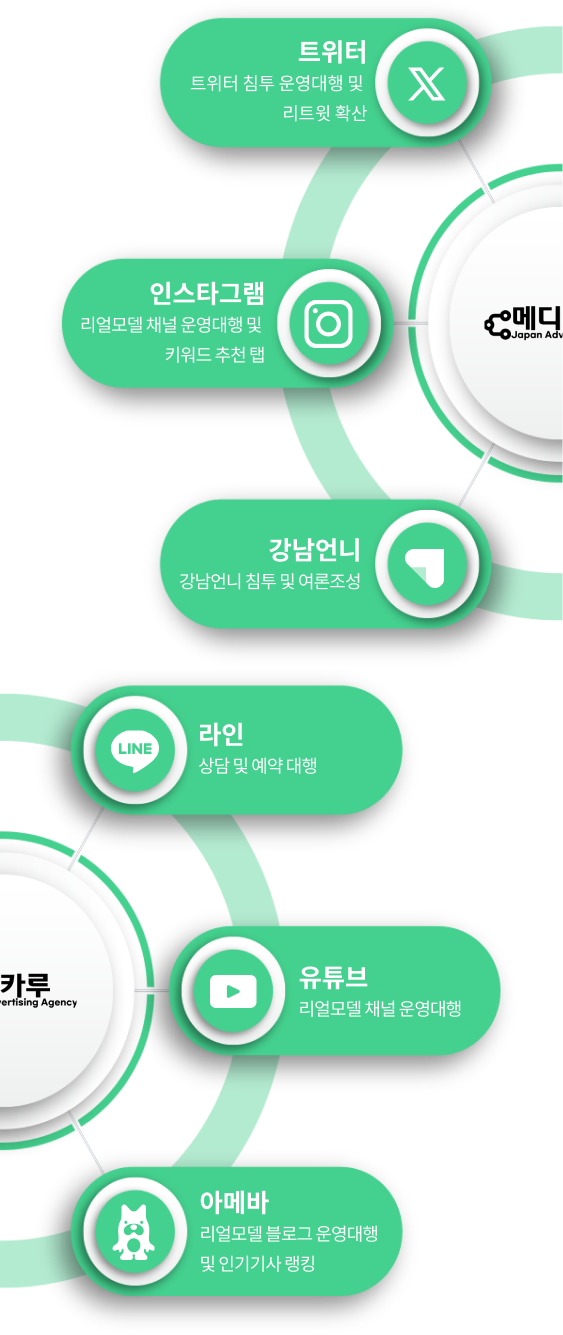 트위터
트위터 침투 운영대행 및
리트윗 확산
인스타그램
리얼모델 채널 운영대행 및
키워드 추천 탭
메디
Japan Adv
강남언니
강남언니 침투 및 여론조성
LINE
라인
상담 및 예약 대행
카루
vertising Agency
유튜브
리얼모델 채널 운영대행
아메바
리얼모델 블로그 운영대행
및 인기기사 랭킹